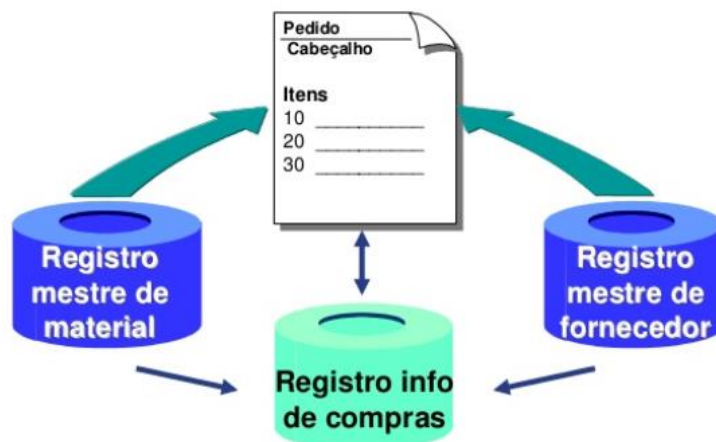 Pedido
Cabeçalho
Itens
10
20
30
Registro
mestre de
material
Registro
mestre de
fornecedor
Registro info
de compras